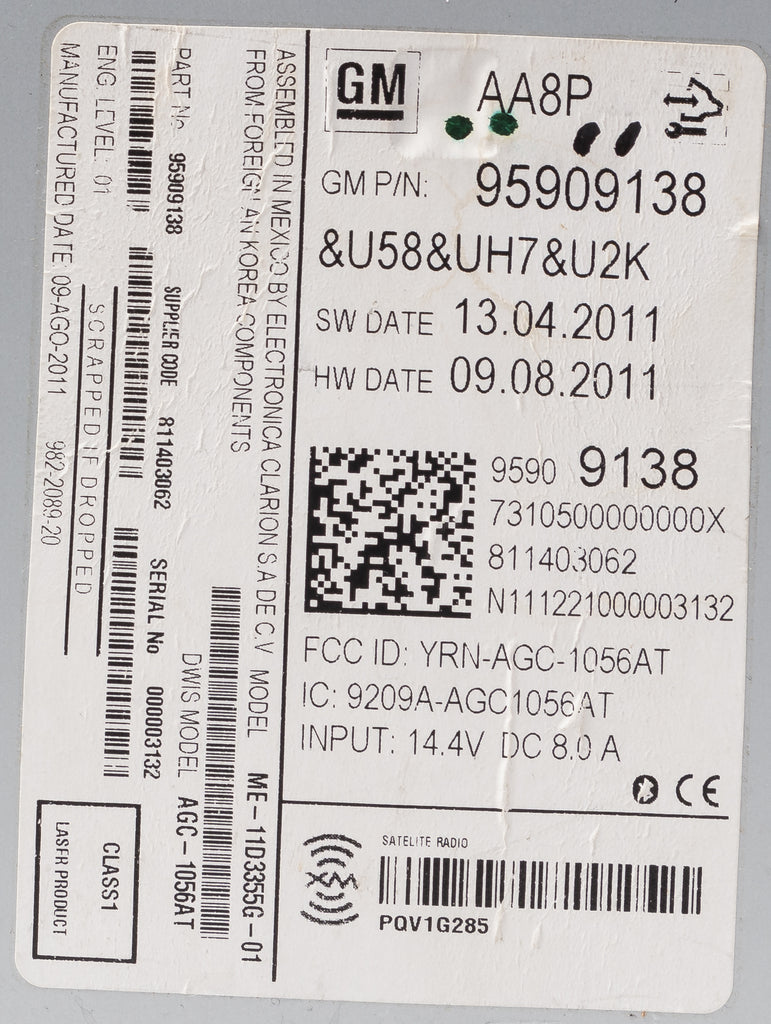 GM
AA8P
GM P/N: 95909138
&U58&UH7&U2K
SW DATE 13.04.2011
HW DATE 09.08.2011
9590 9138
7310500000000X
811403062
N111221000003132
FCC ID: YRN-AGC-1056AT
IC: 9209A-AGC1056AT
INPUT: 14.4V DC 8.0 A
CE
SATELITE RADIO
PQV1G285
ASSEMBLED IN MEXICO BY ELECTRONICA CLARION S.A DE C.V
FROM FOREIGN AN KOREA COMPONENTS
MODEL ME-11D3355G-01
DWIS MODEL AGC-1056AT
PART No 95909138 SUPPLIER CODE 811403062 SERIAL No 000003132
ENG. LEVEL: 01
SCRAPPED IF DROPPED
MANUFACTURED DATE: 09-AGO-2011 982-2089-20
CLASS1
LASER PRODUCT